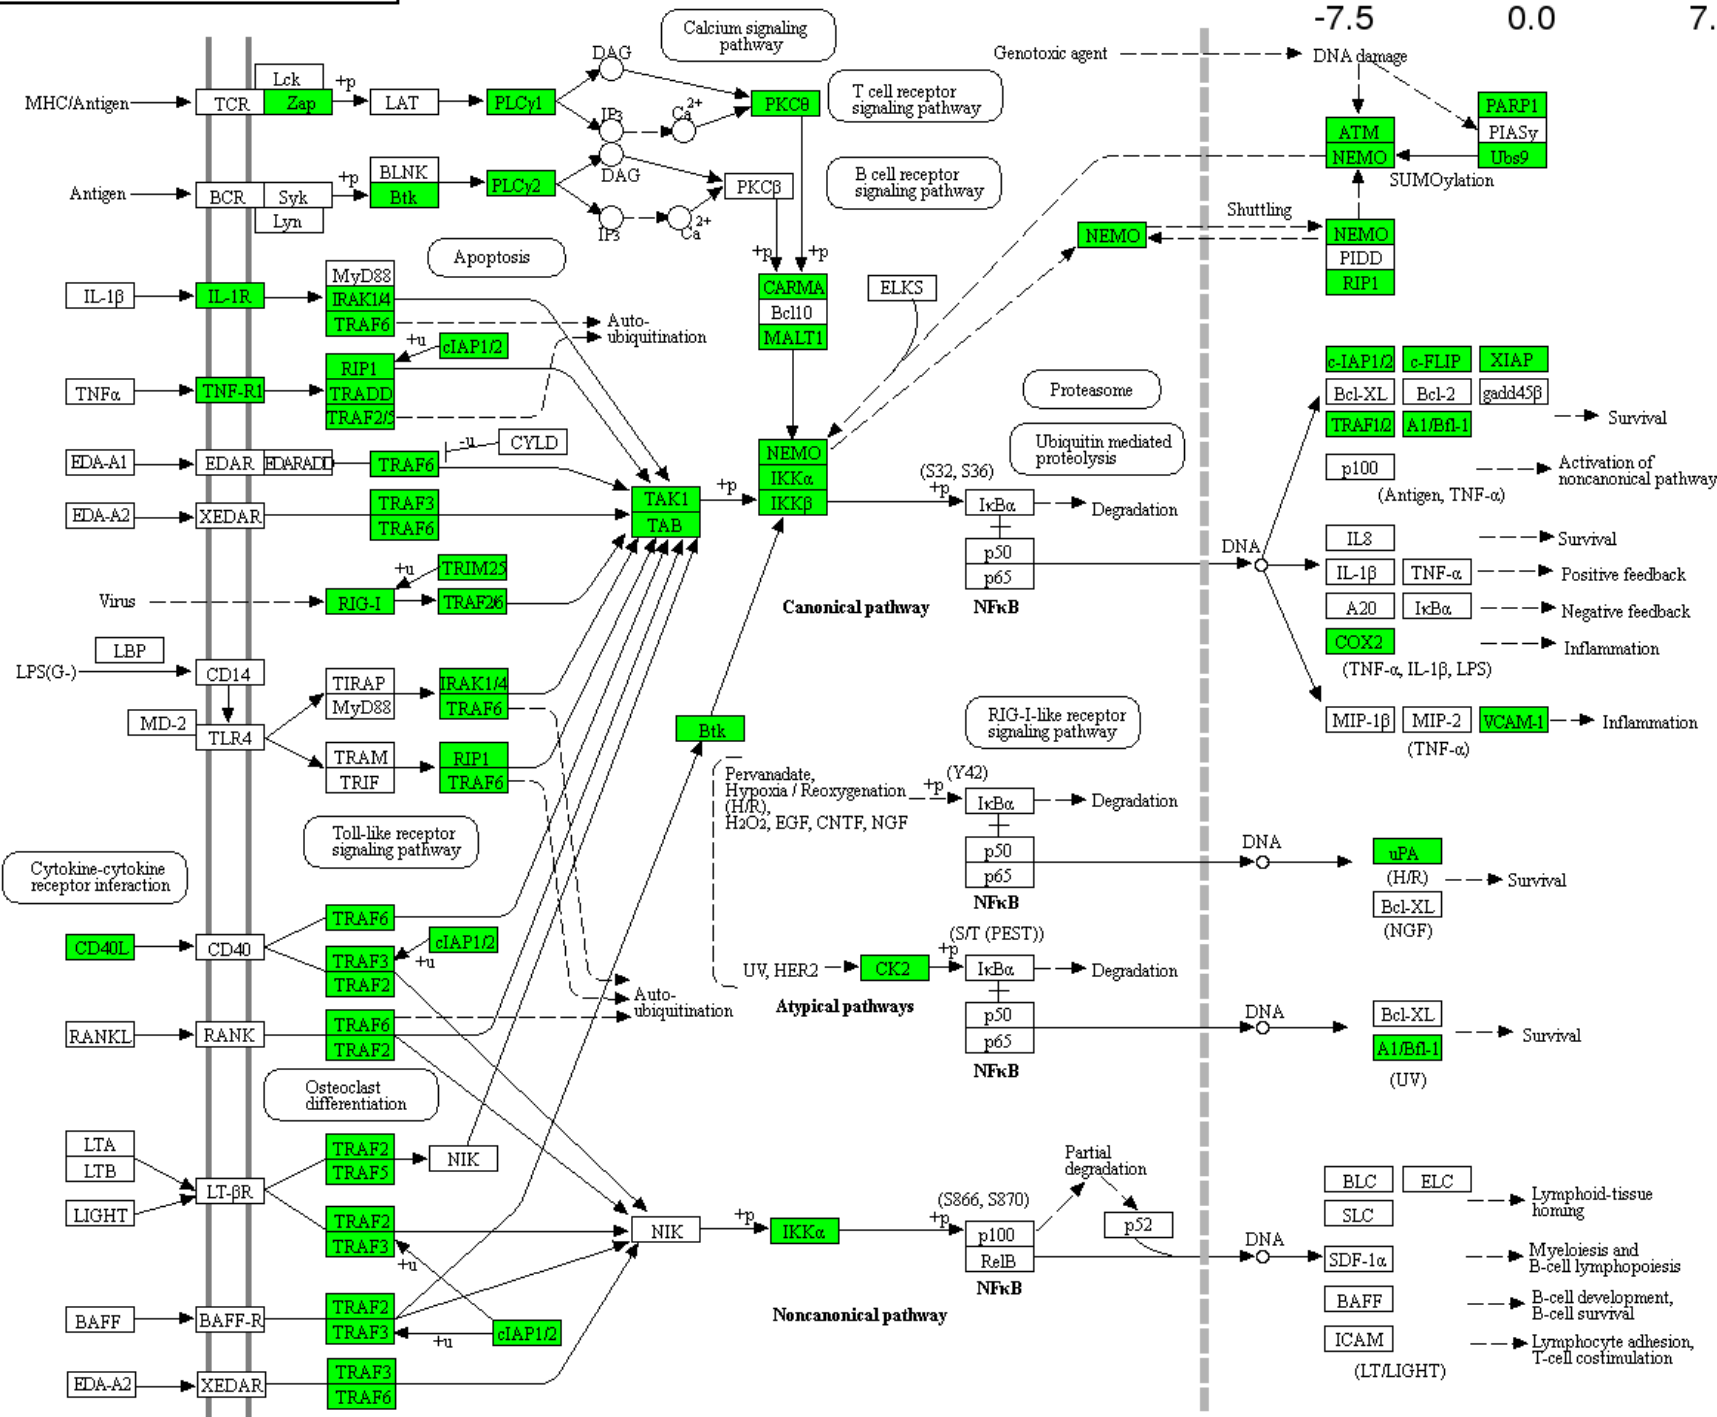 -7.5 0.0 7.
Calcium signaling
pathway
DAG
Genotoxic agent
DNA damage
Lck
+p
MHC/Antigen
TCR
Zap
LAT
PLCγ1
IP3
Ca2+
PKCθ
T cell receptor
signaling pathway
PARP1
ATM
PIASy
NEMO
Ubs9
SUMOylation
BLNK
+p
Antigen
BCR
Syk
Btk
PLCγ2
DAG
PKCβ
B cell receptor
signaling pathway
Lyn
IP3
Ca2+
Shuttling
NEMO
NEMO
PIDD
RIP1
+p
+p
Apoptosis
MyD88
IL-1β
IL-1R
IRAK1/4
TRAF6
Auto-
ubiquitination
CARMA
Bcl10
MALT1
ELKS
+u
cIAP1/2
RIP1
TNFα
TNF-R1
TRADD
TRAF2/5
Proteasome
c-IAP1/2
c-FLIP
XIAP
Bcl-XL
Bcl-2
gadd45β
TRAF1/2
A1/Bfl-1
Survival
-u
CYLD
EDA-A1
EDAR
EDARADD
TRAF6
NEMO
IKKα
IKKβ
Ubiquitin mediated
proteolysis
p100
Activation of
noncanonical pathway
(Antigen, TNF-α)
EDA-A2
XEDAR
TRAF3
TRAF6
TAK1
TAB
+p
(S32, S36)
+p
IκBα
Degradation
p50
p65
NFκB
Canonical pathway
DNA
IL8
Survival
IL-1β
TNF-α
Positive feedback
A20
IκBα
Negative feedback
COX2
Inflammation
(TNF-α, IL-1β, LPS)
+u
TRIM25
Virus
RIG-I
TRAF2/6
LBP
LPS(G-)
CD14
TIRAP
MyD88
IRAK1/4
TRAF6
MD-2
TLR4
TRAM
TRIF
RIP1
TRAF6
Btk
RIG-I-like receptor
signaling pathway
MIP-1β
MIP-2
VCAM-1
Inflammation
(TNF-α)
Pervanadate,
Hypoxia / Reoxygenation
(H/R),
H2O2, EGF, CNTF, NGF
+p
(Y42)
IκBα
Degradation
p50
p65
NFκB
DNA
uPA
(H/R)
Survival
Bcl-XL
(NGF)
Toll-like receptor
signaling pathway
Cytokine-cytokine
receptor interaction
TRAF6
CD40L
CD40
TRAF3
TRAF2
cIAP1/2
+u
(S/T (PEST))
+p
UV, HER2
CK2
IκBα
Degradation
Auto-
ubiquitination
Atypical pathways
p50
p65
NFκB
DNA
Bcl-XL
A1/Bfl-1
Survival
(UV)
RANKL
RANK
TRAF6
TRAF2
Osteoclast
differentiation
LTA
LTB
LIGHT
LT-βR
TRAF2
TRAF5
NIK
TRAF2
TRAF3
+u
NIK
+p
IKKα
+p
(S866, S870)
p100
RelB
NFκB
Partial
degradation
p52
DNA
BLC
ELC
SLC
Lymphoid-tissue
homing
SDF-1α
Myeloiesis and
B-cell lymphopoiesis
BAFF
B-cell development,
B-cell survival
ICAM
Lymphocyte adhesion,
T-cell costimulation
(LT/LIGHT)
Noncanonical pathway
BAFF
BAFF-R
TRAF2
TRAF3
+u
cIAP1/2
EDA-A2
XEDAR
TRAF3
TRAF6